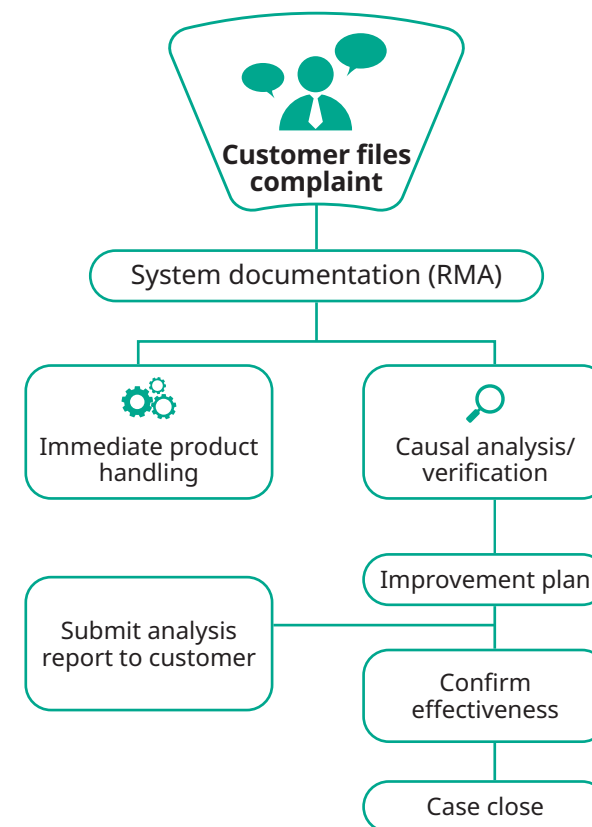 Customer files
complaint
System documentation (RMA)
Immediate product
handling
Causal analysis/
verification
Improvement plan
Submit analysis
report to customer
Confirm
effectiveness
Case close